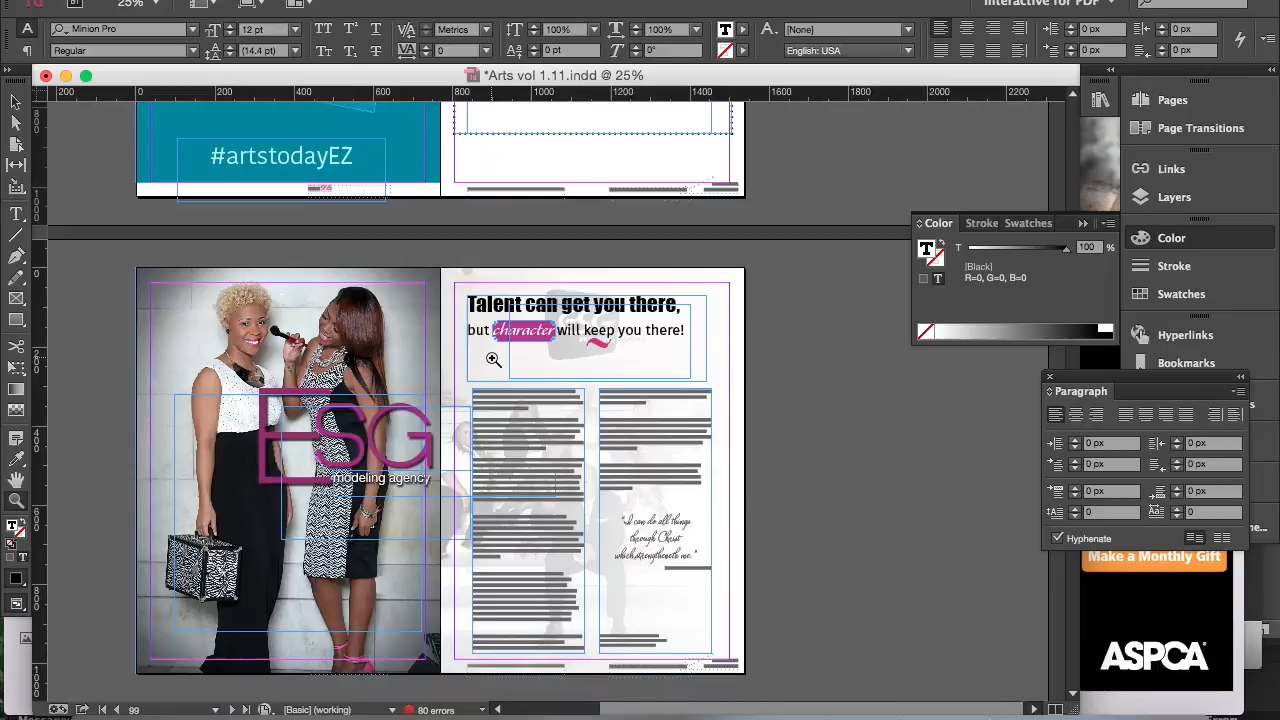 25%
Interactive for PDF
Minion Pro
12 pt
Metrics
100%
100%
[None]
0 px
0 px
Regular
(14.4 pt)
0
0 pt
0°
English: USA
0 px
0 px
*Arts vol 1.11.indd @ 25%
200 0 200 400 600 800 1000 1200 1400 1600 1800 2000 2200
Pages
Page Transitions
Links
Layers
Color
Stroke
Swatches
Hyperlinks
Bookmarks
#artstodayEZ
Color
Stroke
Swatches
T
100 %
[Black]
R=0, G=0, B=0
Talent can get you there,
but character will keep you there!
ESG
modeling agency
"I can do all things
through Christ
which strengtheneth me."
Paragraph
0 px
0 px
0 px
0 px
0 px
0 px
0
0
Hyphenate
Make a Monthly Gift
ASPCA
99
[Basic] (working)
80 errors